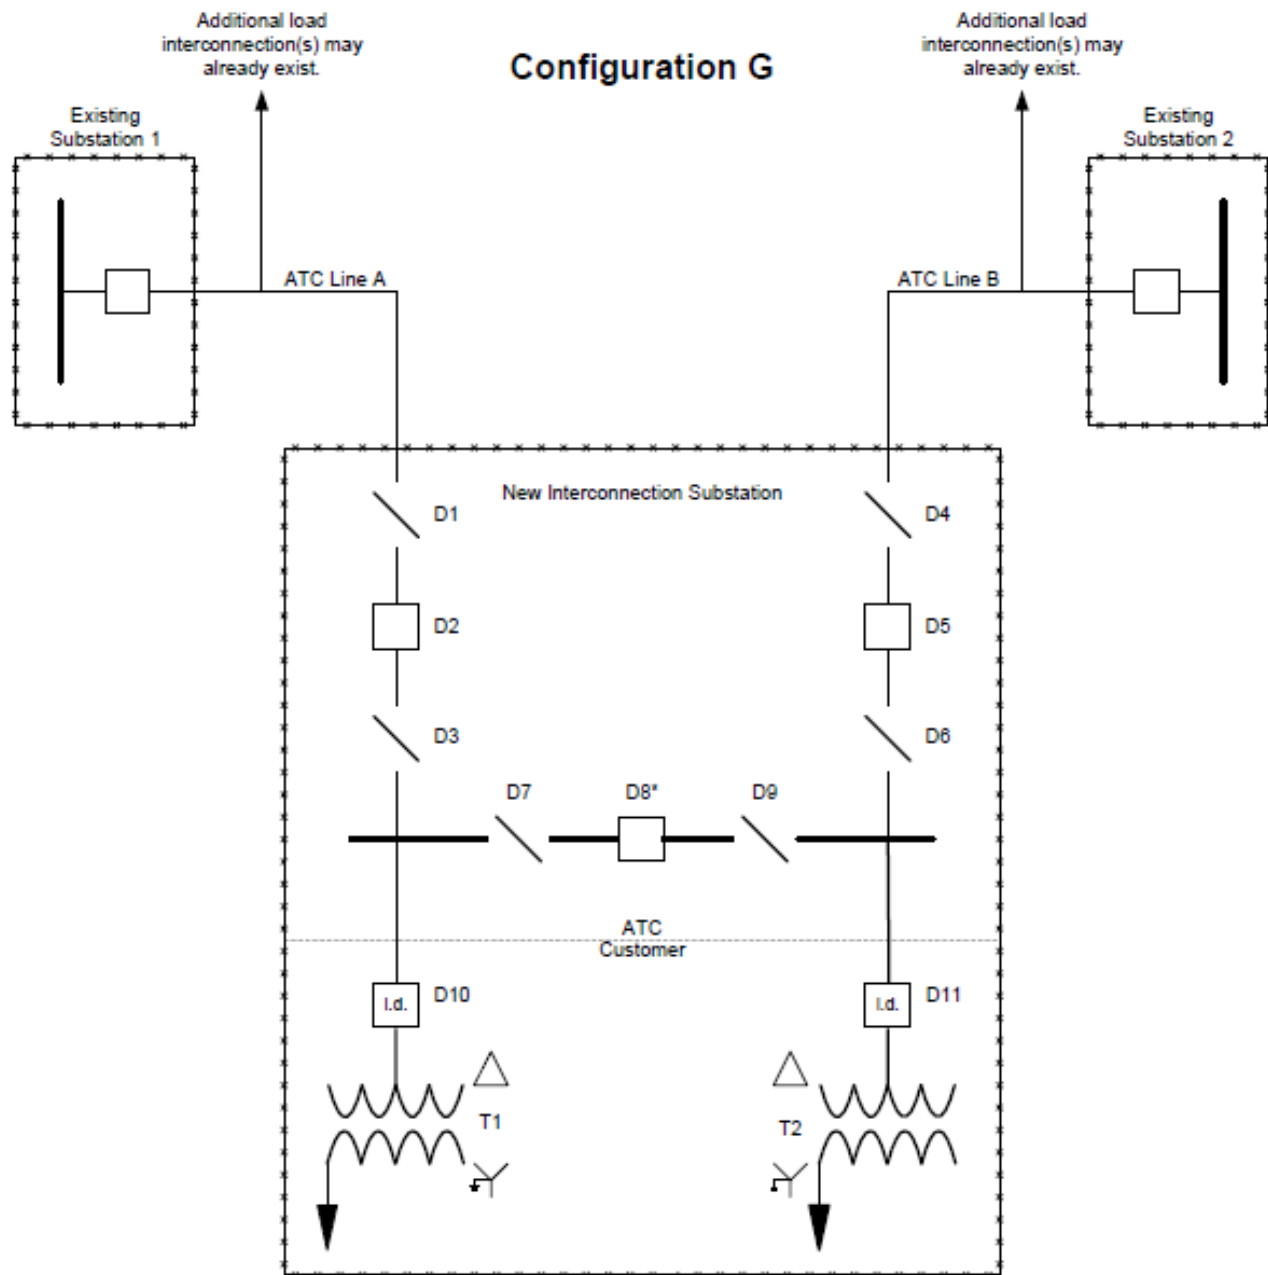 Additional load
interconnection(s) may
already exist.
Additional load
interconnection(s) may
already exist.
Configuration G
Existing
Substation 1
Existing
Substation 2
ATC Line A
ATC Line B
New Interconnection Substation
D1
D4
D2
D5
D3
D6
D7
D8*
D9
ATC
Customer
I.d.
D10
I.d.
D11
T1
T2